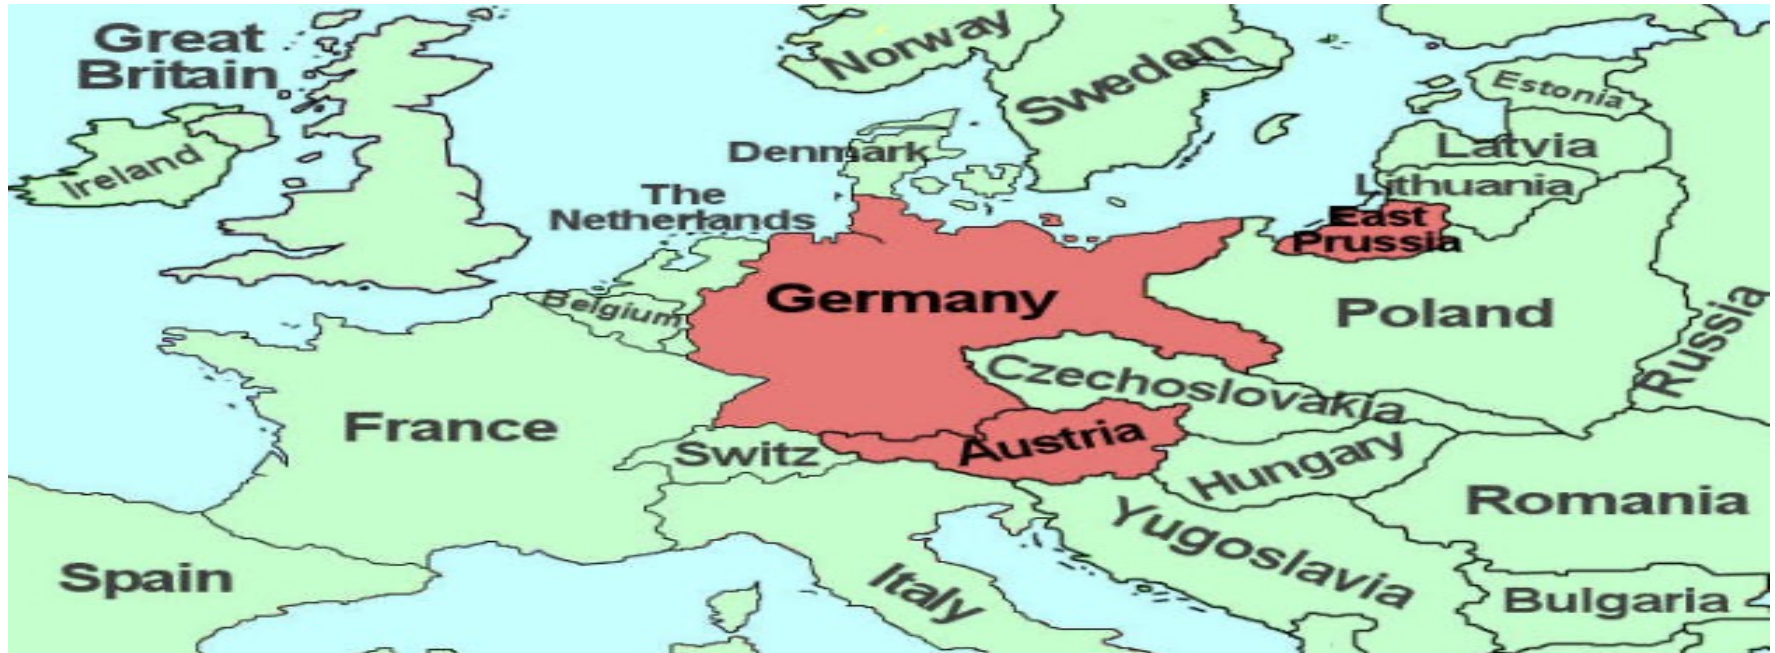 Great
Britain
Norway
Sweden
Estonia
Ireland
Denmark
Latvia
Lithuania
The
Netherlands
East
Prussia
Germany
Belgium
Poland
Russia
Czechoslovakia
France
Switz
Austria
Hungary
Romania
Yugoslavia
Spain
Italy
Bulgaria